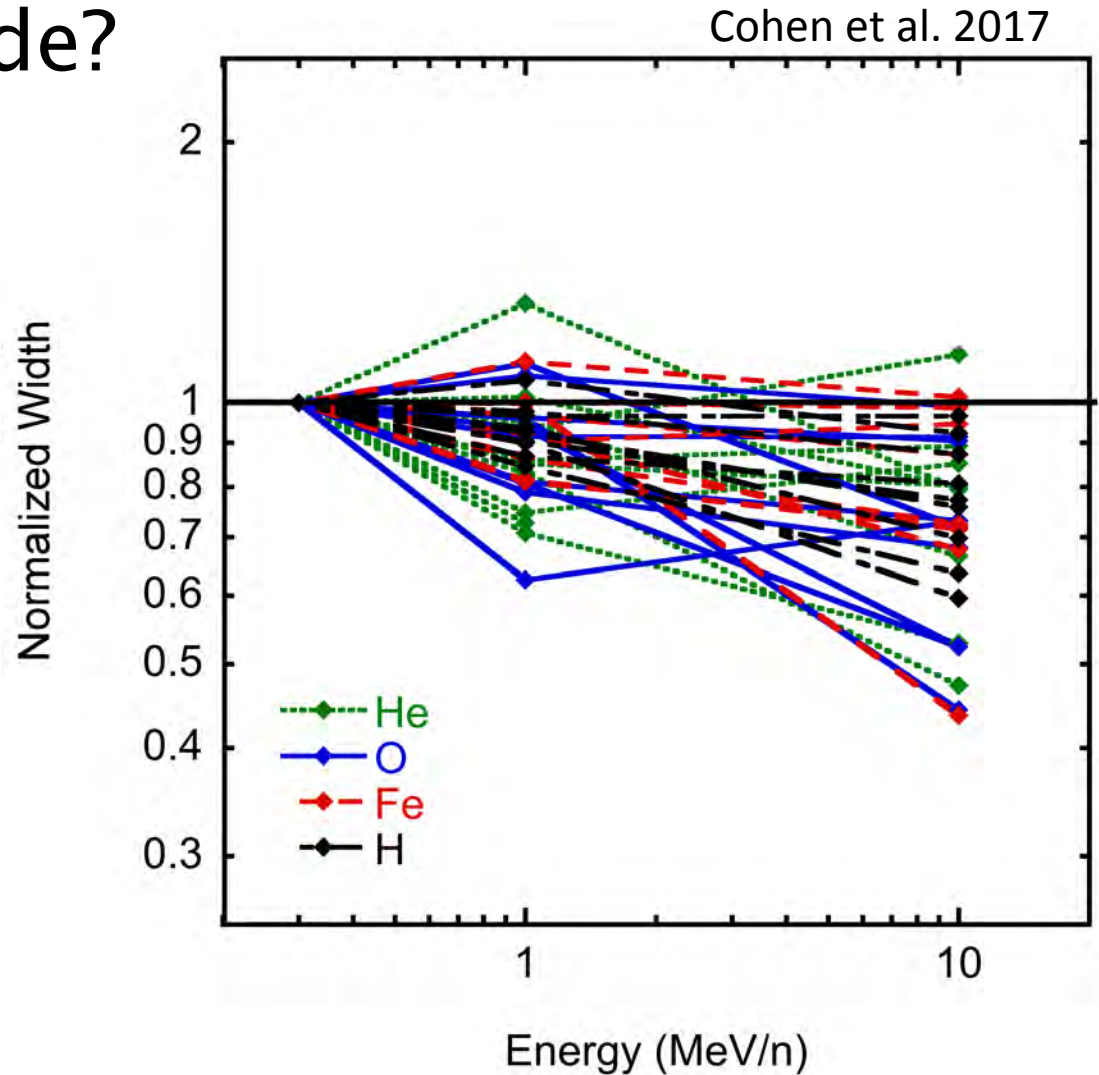 de?
Cohen et al. 2017
2
1
0.9
0.8
0.7
0.6
0.5
0.4
0.3
Normalized Width
He
O
Fe
H
1
10
Energy (MeV/n)